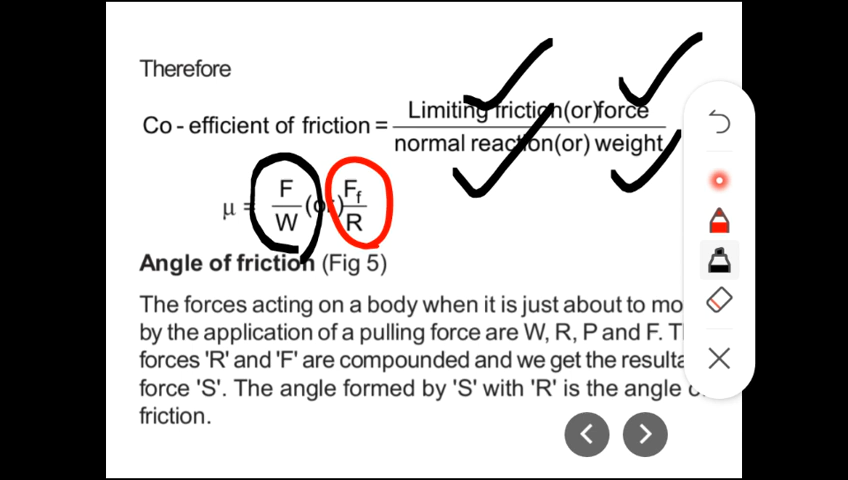 Therefore
Co - efficient of friction = Limiting friction(or)force
normal reaction(or) weight
μ = F/W (or) Ff/R
Angle of friction (Fig 5)
The forces acting on a body when it is just about to mo
by the application of a pulling force are W, R, P and F. T
forces 'R' and 'F' are compounded and we get the resulta
force 'S'. The angle formed by 'S' with 'R' is the angle o
friction.